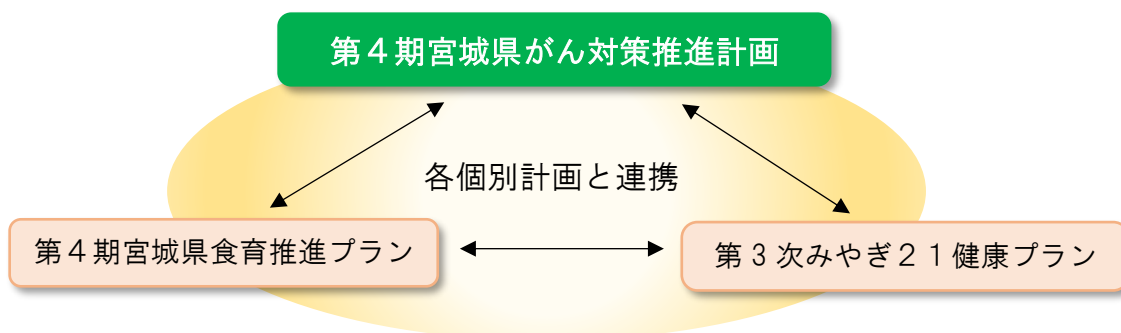 第４期宮城県がん対策推進計画
各個別計画と連携
第４期宮城県食育推進プラン
第３次みやぎ２１健康プラン